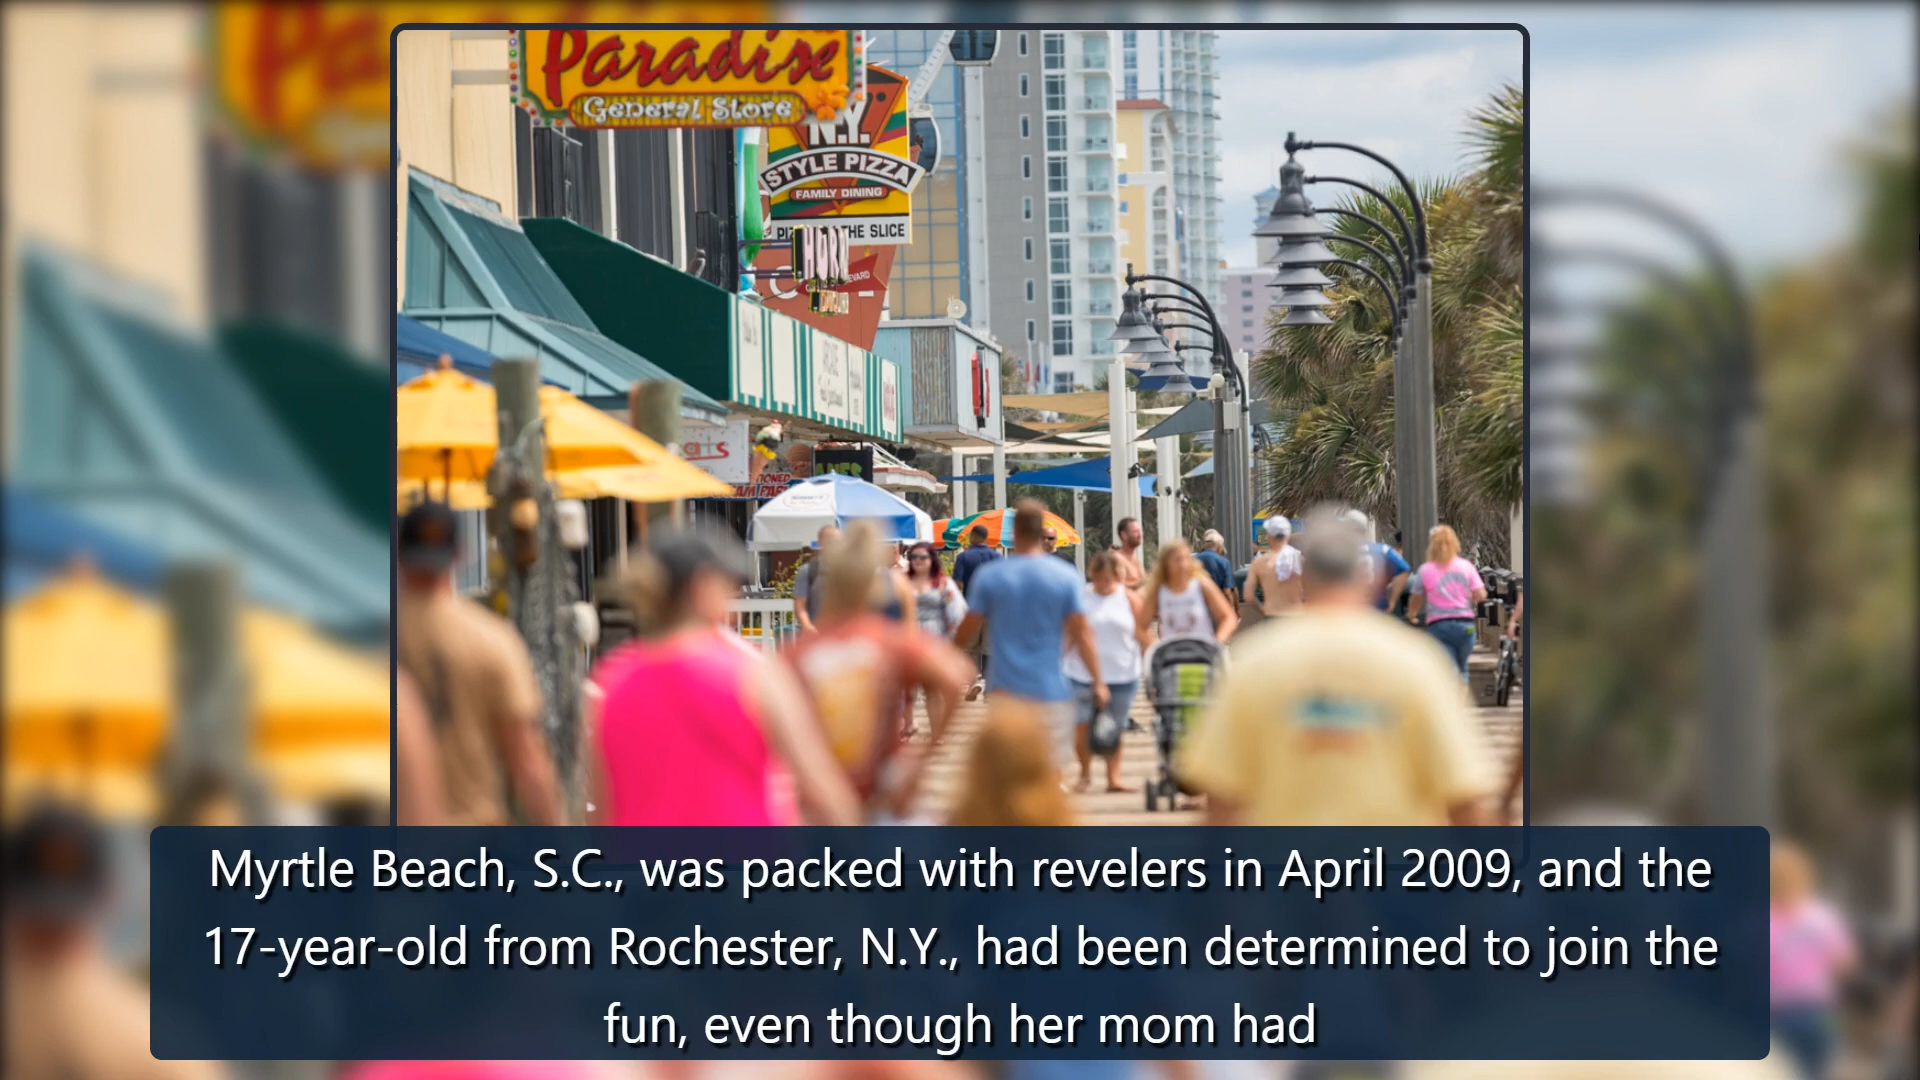 Paradise
General Store
N.Y.
STYLE PIZZA
FAMILY DINING
THE SLICE
Myrtle Beach, S.C., was packed with revelers in April 2009, and the
17-year-old from Rochester, N.Y., had been determined to join the
fun, even though her mom had